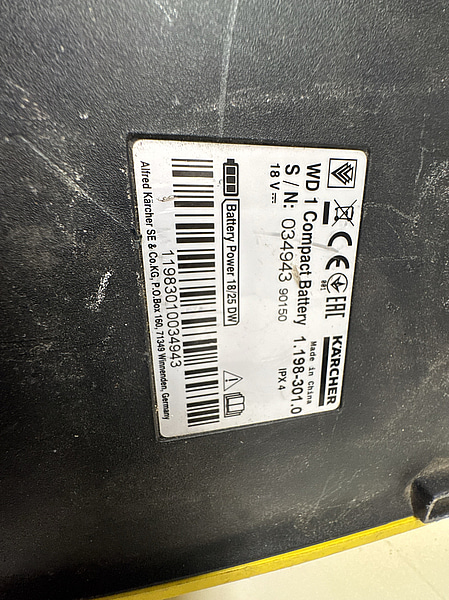 KÄRCHER
Made in China
WD 1 Compact Battery 1.198-301.0
S / N: 034943 90150
IPX 4
18 V
Battery Power 18/25 DW
11983010034943
Alfred Kärcher SE & Co.KG, P.O.Box 160, 71349 Winnenden, Germany